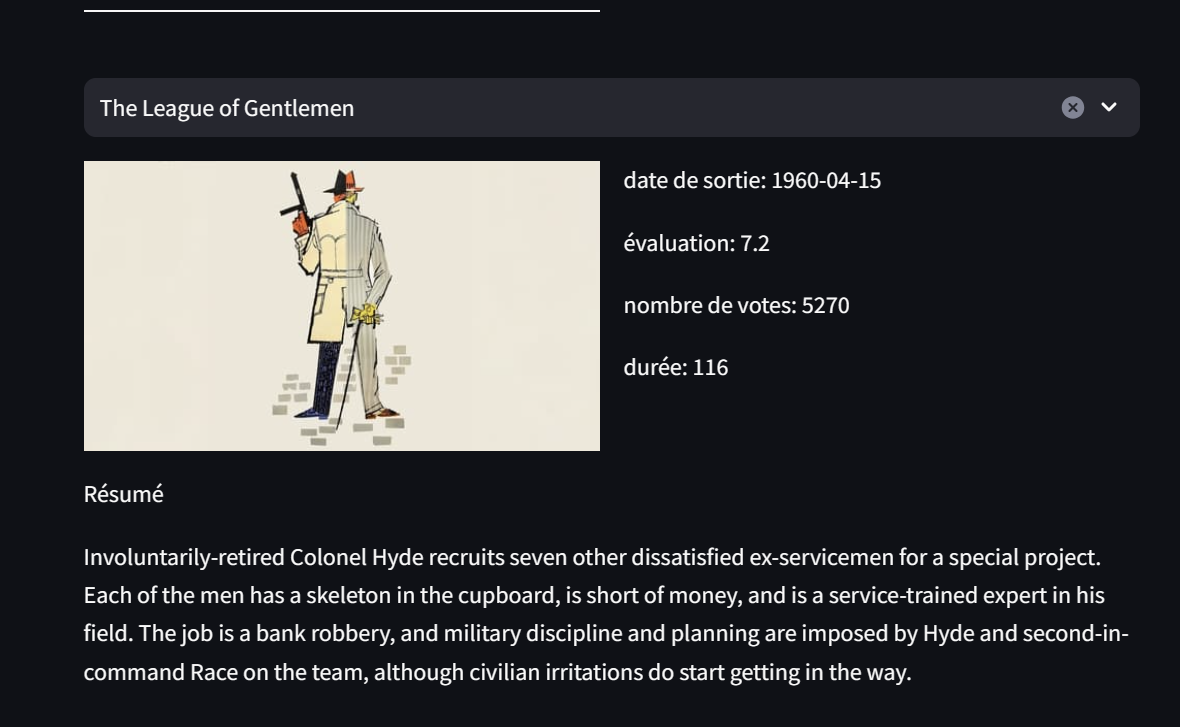 The League of Gentlemen
date de sortie: 1960-04-15
évaluation: 7.2
nombre de votes: 5270
durée: 116
Résumé
Involuntarily-retired Colonel Hyde recruits seven other dissatisfied ex-servicemen for a special project.
Each of the men has a skeleton in the cupboard, is short of money, and is a service-trained expert in his
field. The job is a bank robbery, and military discipline and planning are imposed by Hyde and second-in-
command Race on the team, although civilian irritations do start getting in the way.